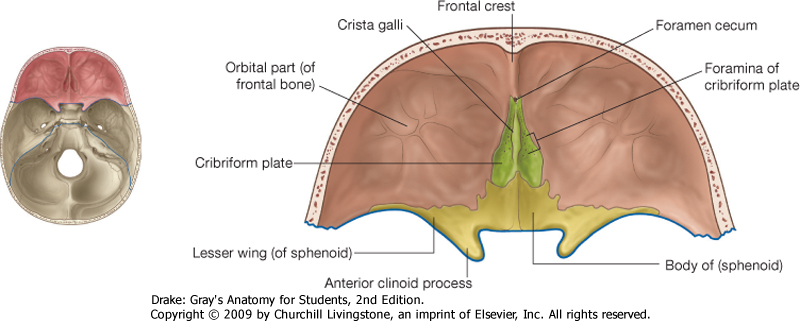 Frontal crest
Crista galli
Foramen cecum
Orbital part (of
frontal bone)
Foramina of
cribriform plate
Cribriform plate
Lesser wing (of sphenoid)
Body of (sphenoid)
Anterior clinoid process
Drake: Gray's Anatomy for Students, 2nd Edition.
Copyright © 2009 by Churchill Livingstone, an imprint of Elsevier, Inc. All rights reserved.